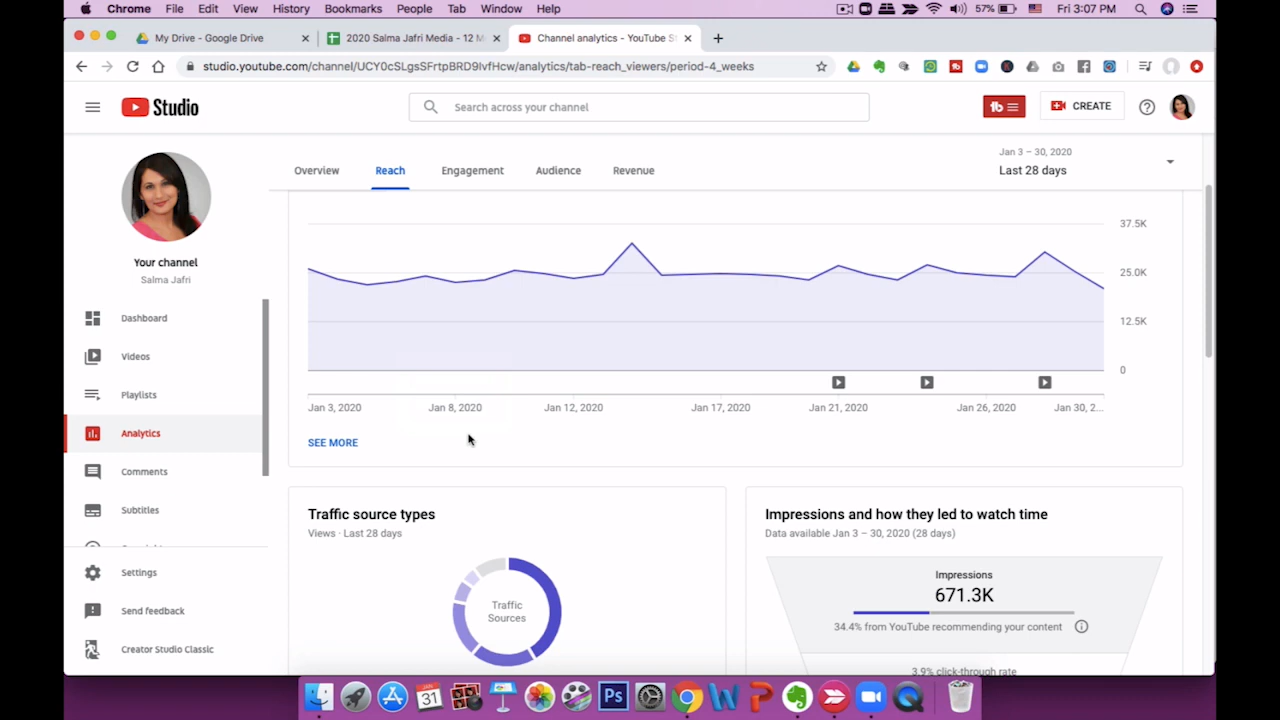 Chrome File Edit View History Bookmarks People Tab Window Help 57% Fri 3:07 PM
My Drive - Google Drive 2020 Salma Jafri Media - 12 M Channel analytics - YouTube S
studio.youtube.com/channel/UCY0cSLgsSFrtpBRD9IvfHcw/analytics/tab-reach_viewers/period-4_weeks
Studio Search across your channel tb CREATE
Overview Reach Engagement Audience Revenue
Jan 3 – 30, 2020
Last 28 days
Your channel
Salma Jafri
Dashboard
Videos
Playlists
Analytics
Comments
Subtitles
Settings
Send feedback
Creator Studio Classic
37.5K
25.0K
12.5K
0
Jan 3, 2020 Jan 8, 2020 Jan 12, 2020 Jan 17, 2020 Jan 21, 2020 Jan 26, 2020 Jan 30, 2...
SEE MORE
Traffic source types
Views · Last 28 days
Traffic
Sources
Impressions and how they led to watch time
Data available Jan 3 – 30, 2020 (28 days)
Impressions
671.3K
34.4% from YouTube recommending your content
3.9% click-through rate
31
Ps